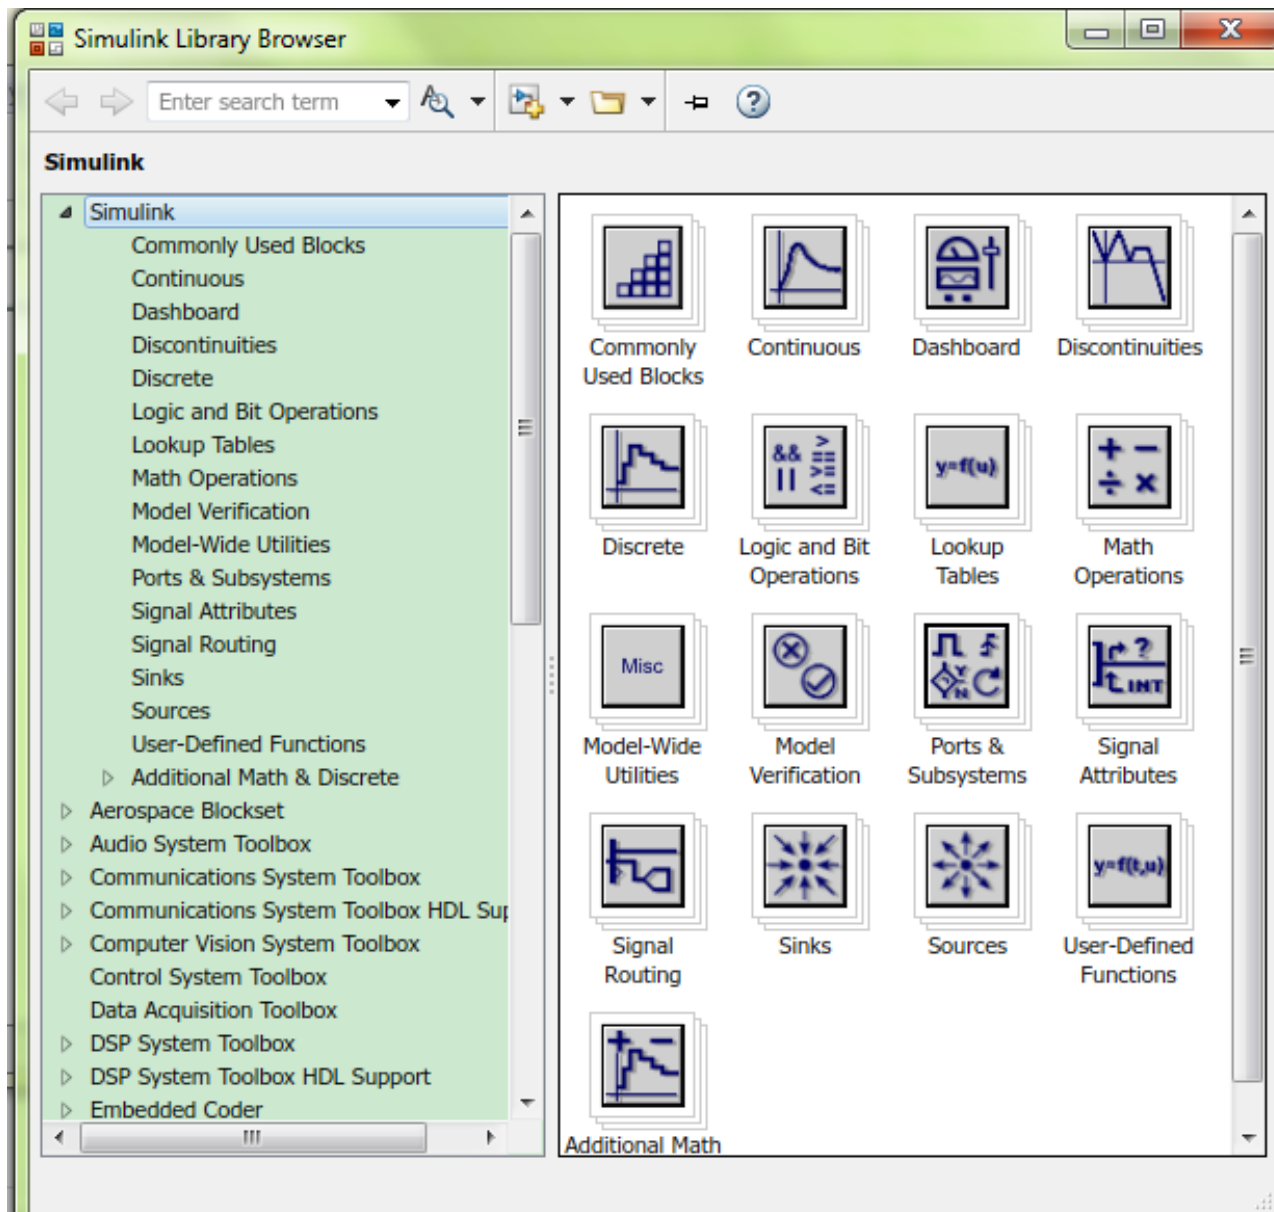 Simulink Library Browser
Enter search term
Simulink
Simulink
Commonly Used Blocks
Continuous
Dashboard
Discontinuities
Discrete
Logic and Bit Operations
Lookup Tables
Math Operations
Model Verification
Model-Wide Utilities
Ports & Subsystems
Signal Attributes
Signal Routing
Sinks
Sources
User-Defined Functions
Additional Math & Discrete
Aerospace Blockset
Audio System Toolbox
Communications System Toolbox
Communications System Toolbox HDL Sup
Computer Vision System Toolbox
Control System Toolbox
Data Acquisition Toolbox
DSP System Toolbox
DSP System Toolbox HDL Support
Embedded Coder
Commonly
Used Blocks
Continuous
Dashboard
Discontinuities
&& >
==
|| >=
<=
y=f(u)
+ −
÷ ×
Discrete
Logic and Bit
Operations
Lookup
Tables
Math
Operations
Misc
Y
N
?
INT
Model-Wide
Utilities
Model
Verification
Ports &
Subsystems
Signal
Attributes
y=f(t,u)
Signal
Routing
Sinks
Sources
User-Defined
Functions
+ −
Additional Math